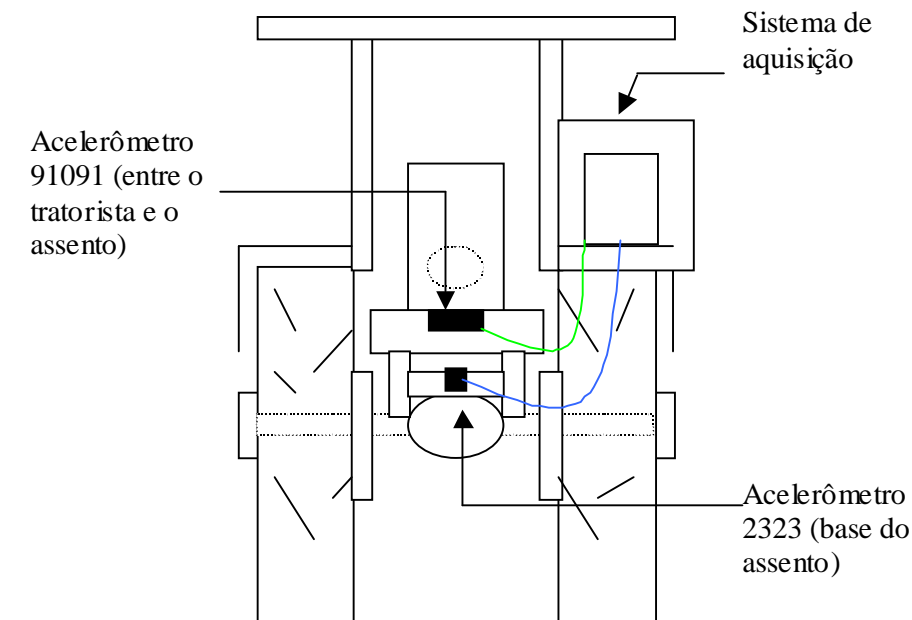 Sistema de
aquisição
Acelerômetro
91091 (entre o
tratorista e o
assento)
Acelerômetro
2323 (base do
assento)